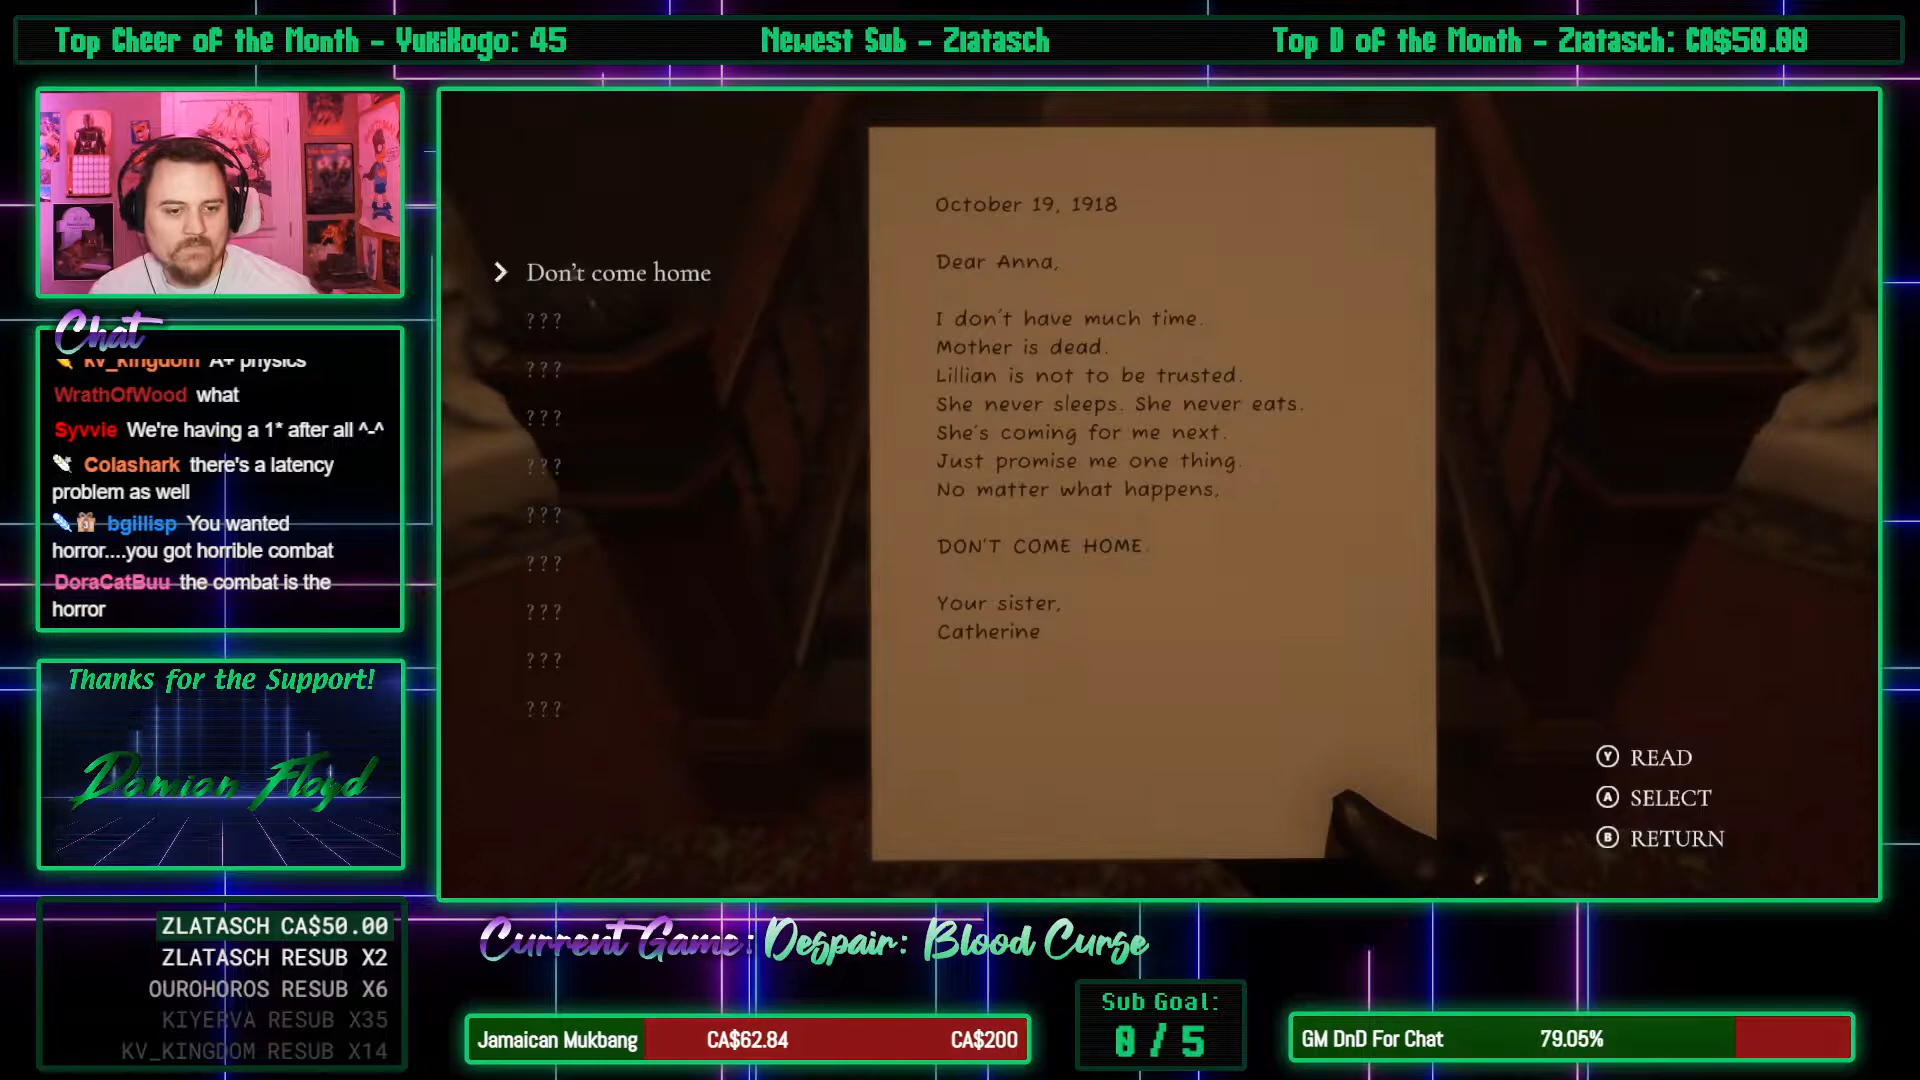 Top Cheer of the Month - YukiKogo: 45
Newest Sub - Zlatasch
Top D of the Month - Zlatasch: CA$50.00
Chat
KV_Kingdom A+ physics
WrathOfWood what
Syvvie We're having a 1* after all ^-^
Colashark there's a latency
problem as well
bgillisp You wanted
horror....you got horrible combat
DoraCatBuu the combat is the
horror
Thanks for the Support!
Damian Floyd
ZLATASCH CA$50.00
ZLATASCH RESUB X2
OUROHOROS RESUB X6
KIYERVA RESUB X35
KV_KINGDOM RESUB X14
Don't come home
???
???
???
???
???
???
???
???
???
October 19, 1918
Dear Anna,
I don't have much time.
Mother is dead.
Lillian is not to be trusted.
She never sleeps. She never eats.
She's coming for me next.
Just promise me one thing.
No matter what happens,
DON'T COME HOME.
Your sister,
Catherine
Y READ
A SELECT
B RETURN
Current Game: Despair: Blood Curse
Jamaican Mukbang CA$62.84 CA$200
Sub Goal:
0 / 5
GM DnD For Chat 79.05%